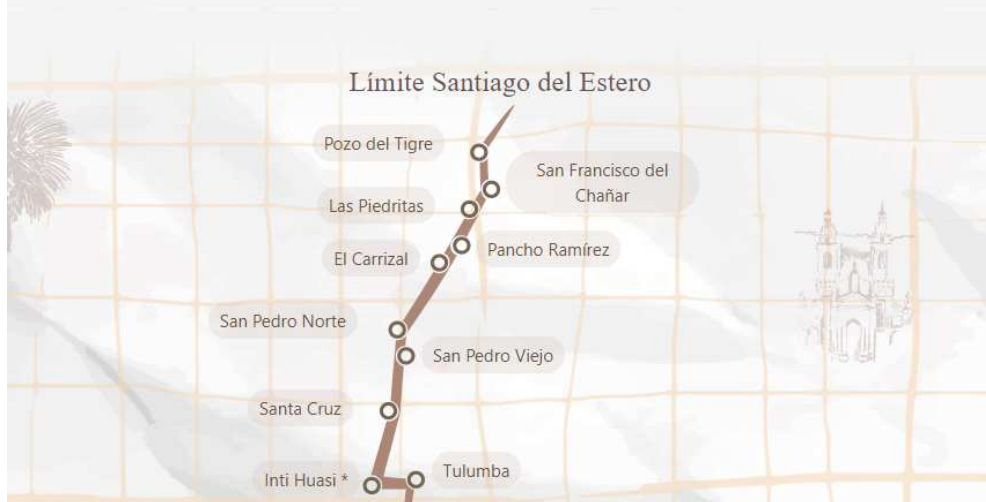 Límite Santiago del Estero
Pozo del Tigre
San Francisco del
Chañar
Las Piedritas
Pancho Ramírez
El Carrizal
San Pedro Norte
San Pedro Viejo
Santa Cruz
Inti Huasi *
Tulumba